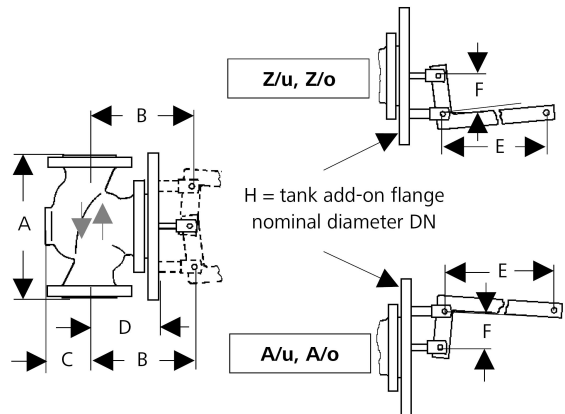 Z/u, Z/o
F
E
B
H = tank add-on flange
nominal diameter DN
A
E
D
F
C
B
A/u, A/o